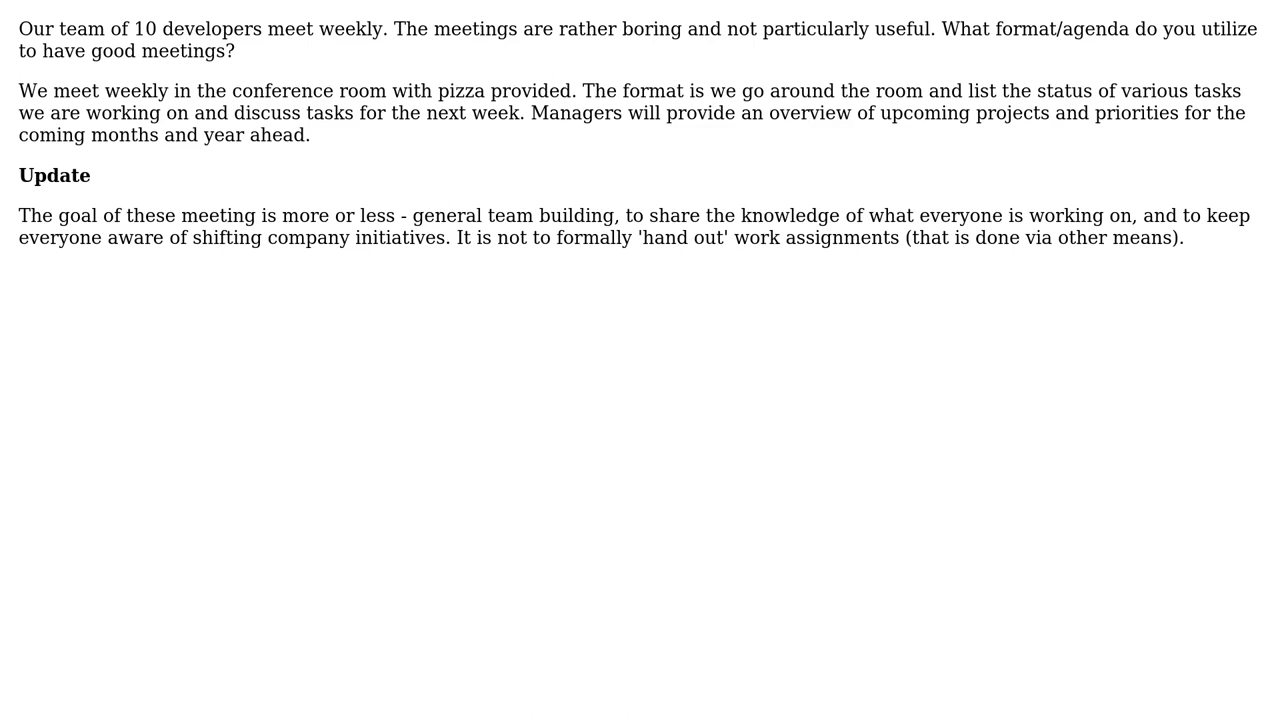 Our team of 10 developers meet weekly. The meetings are rather boring and not particularly useful. What format/agenda do you utilize
to have good meetings?
We meet weekly in the conference room with pizza provided. The format is we go around the room and list the status of various tasks
we are working on and discuss tasks for the next week. Managers will provide an overview of upcoming projects and priorities for the
coming months and year ahead.
Update
The goal of these meeting is more or less - general team building, to share the knowledge of what everyone is working on, and to keep
everyone aware of shifting company initiatives. It is not to formally 'hand out' work assignments (that is done via other means).